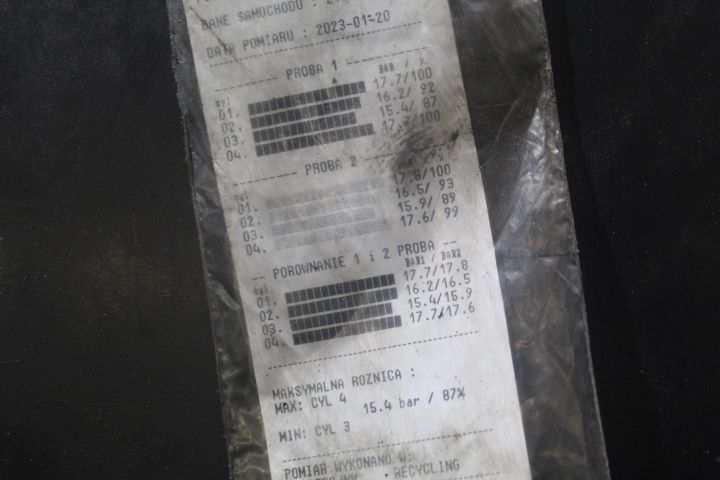 DANE SAMOCHODU :
DATA POMIARU : 2023-01-20
PROBA 1
cyl BAR / %
01. 17.7/100
02. 16.2/ 92
03. 15.4/ 87
04. 17.7/100
PROBA 2
cyl %
01. 17.8/100
02. 16.5/ 93
03. 15.9/ 89
04. 17.6/ 99
-- POROWNANIE 1 i 2 PROBA --
cyl BAR1 / BAR2
01. 17.7/17.8
02. 16.2/16.5
03. 15.4/15.9
04. 17.7/17.6
MAKSYMALNA ROZNICA :
MAX: CYL 4
15.4 bar / 87%
MIN: CYL 3
POMIAR WYKONANO W:
RECYCLING